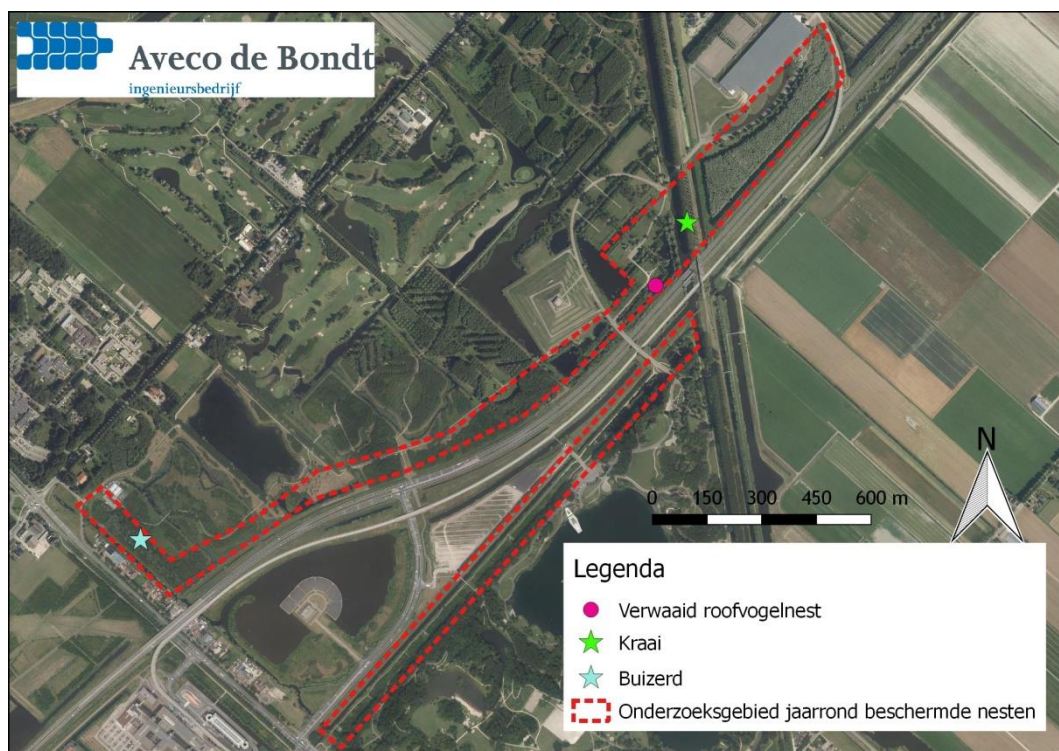 Aveco de Bondt
ingenieursbedrijf
N
0 150 300 450 600 m
Legenda
Verwaaid roofvogelnest
Kraai
Buizerd
Onderzoeksgebied jaarrond beschermde nesten